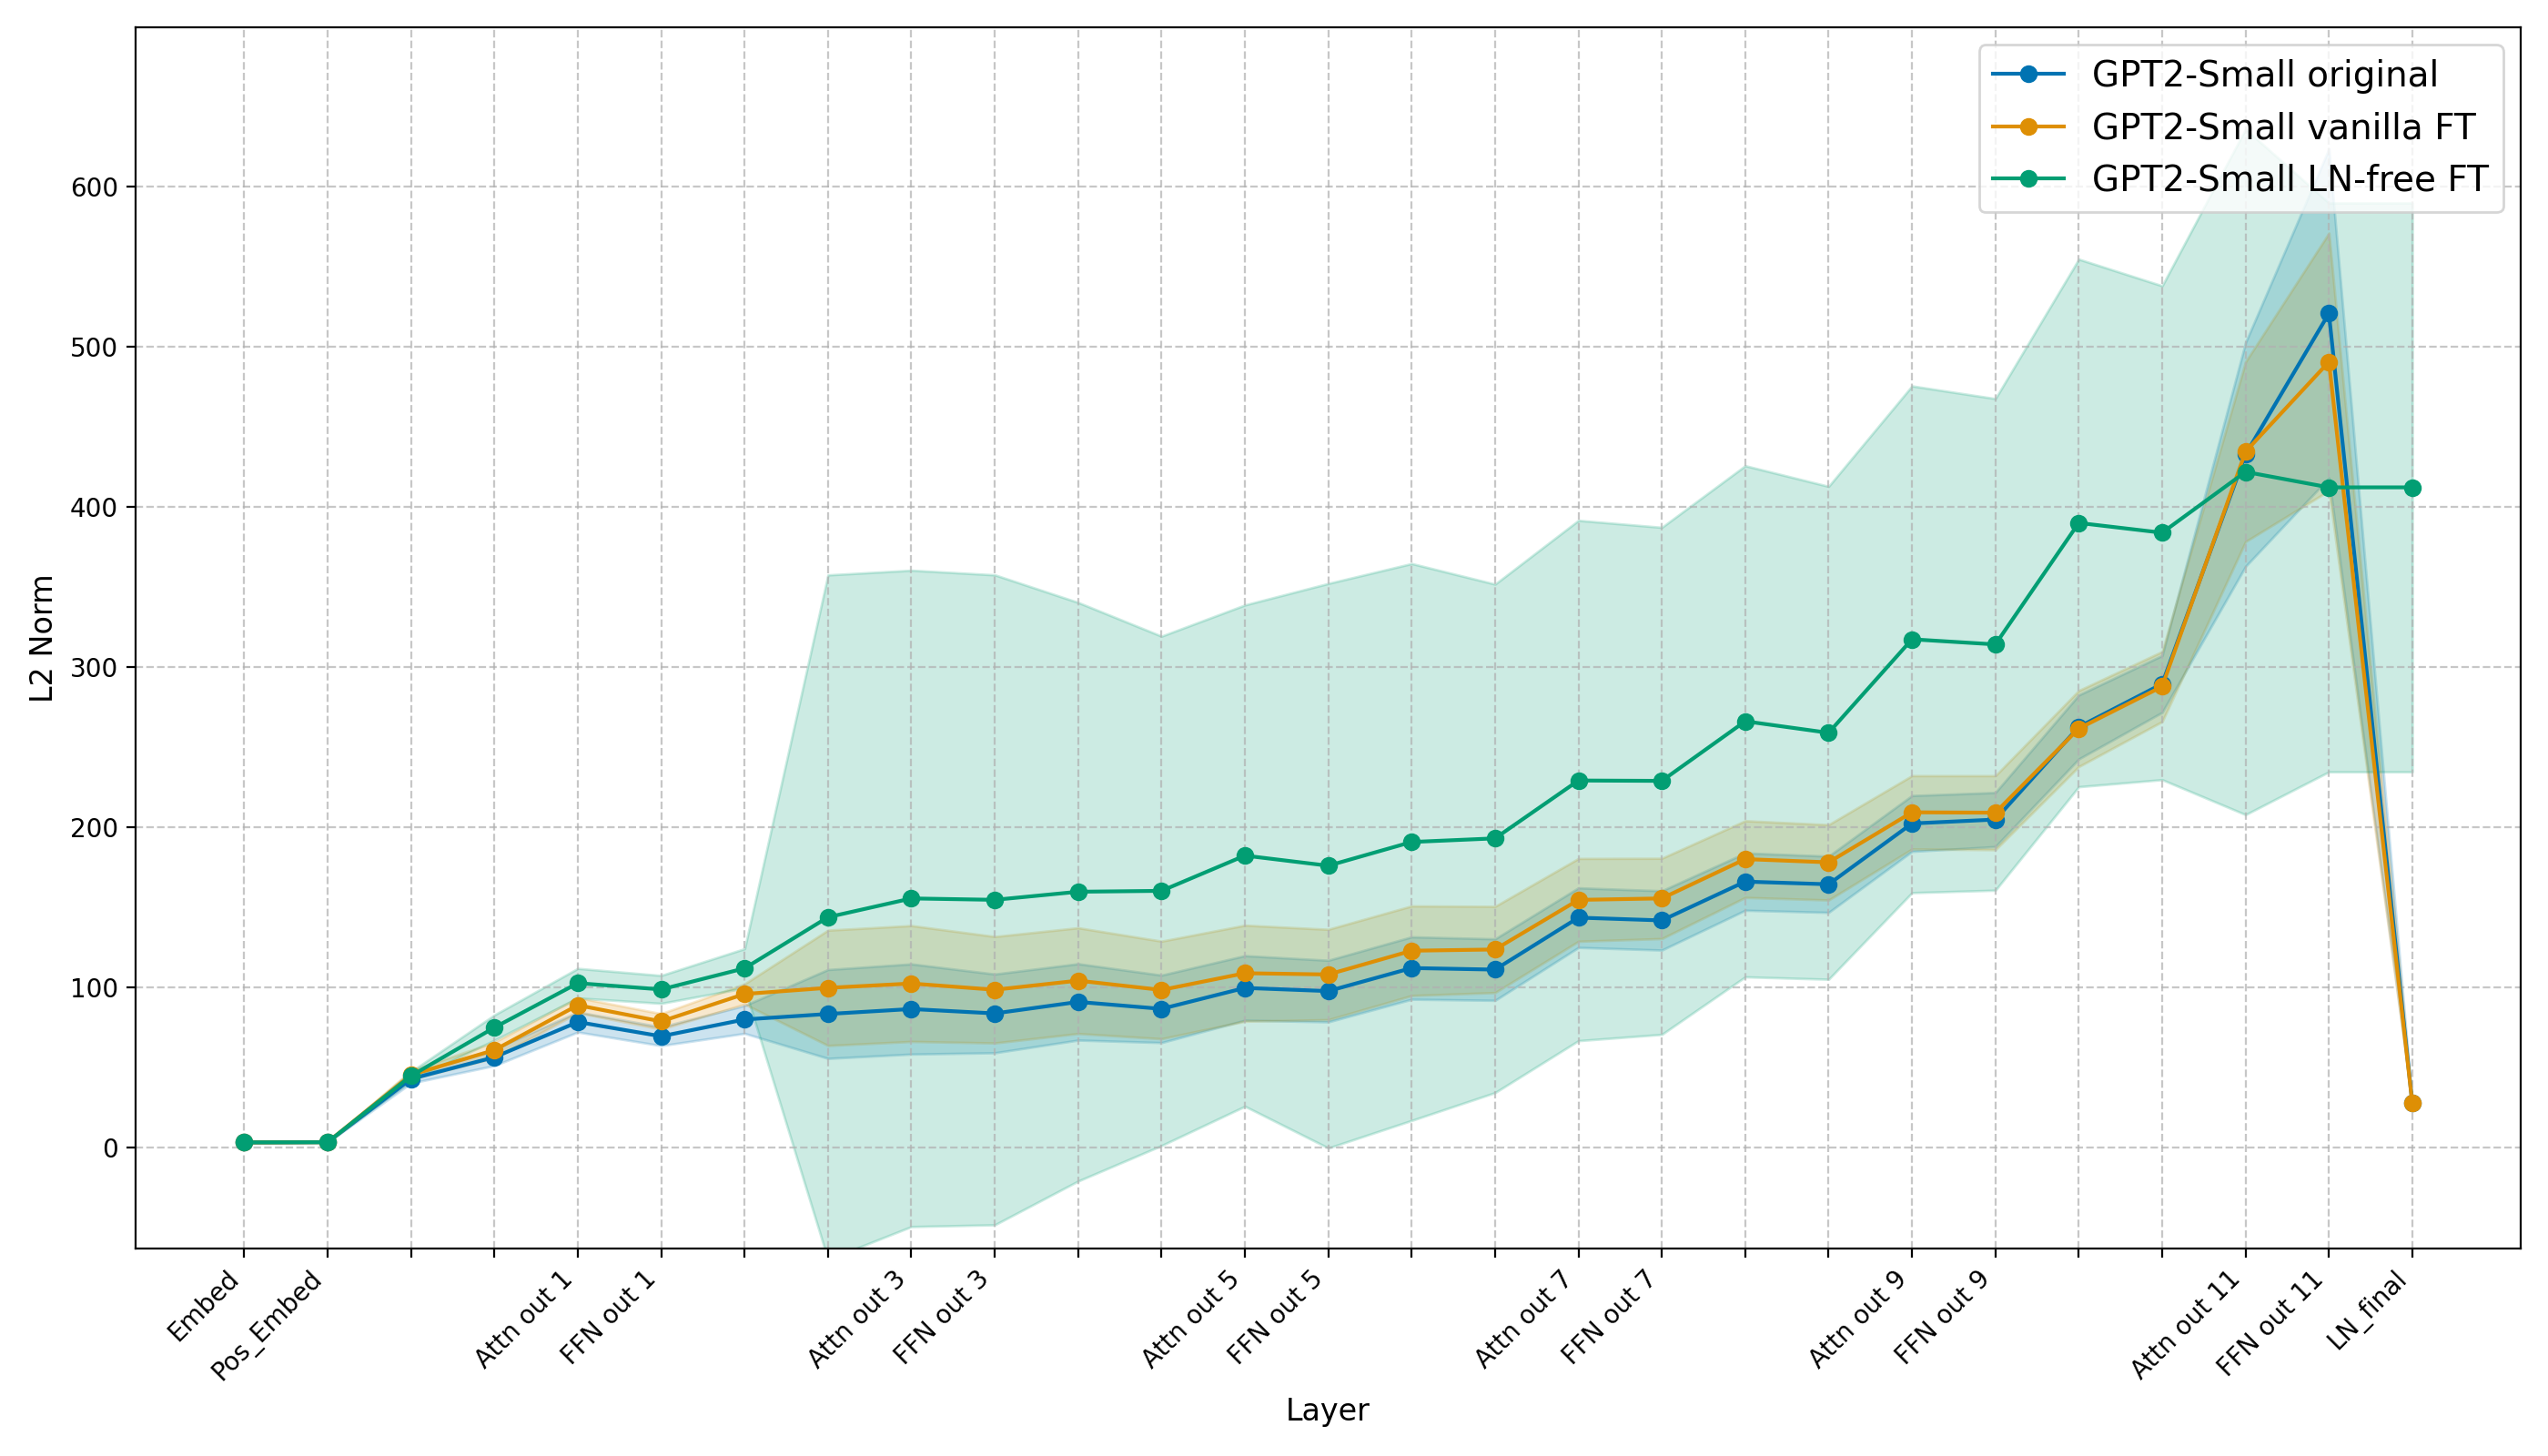 GPT2-Small original
GPT2-Small vanilla FT
GPT2-Small LN-free FT
L2 Norm
600
500
400
300
200
100
0
Embed
Pos_Embed
Attn out 1
FFN out 1
Attn out 3
FFN out 3
Attn out 5
FFN out 5
Attn out 7
FFN out 7
Attn out 9
FFN out 9
Attn out 11
FFN out 11
LN_final
Layer